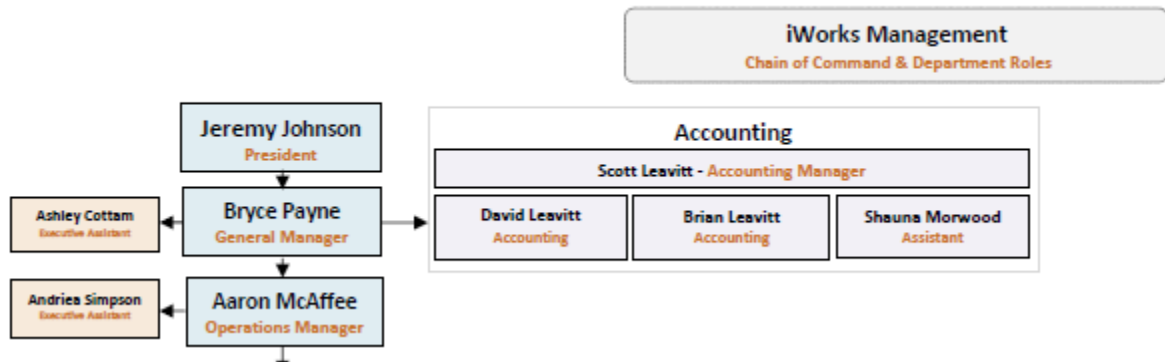 iWorks Management
Chain of Command & Department Roles
Jeremy Johnson
President
Accounting
Scott Leavitt - Accounting Manager
Ashley Cottam
Executive Assistant
Bryce Payne
General Manager
David Leavitt
Accounting
Brian Leavitt
Accounting
Shauna Morwood
Assistant
Andriea Simpson
Executive Assistant
Aaron McAffee
Operations Manager